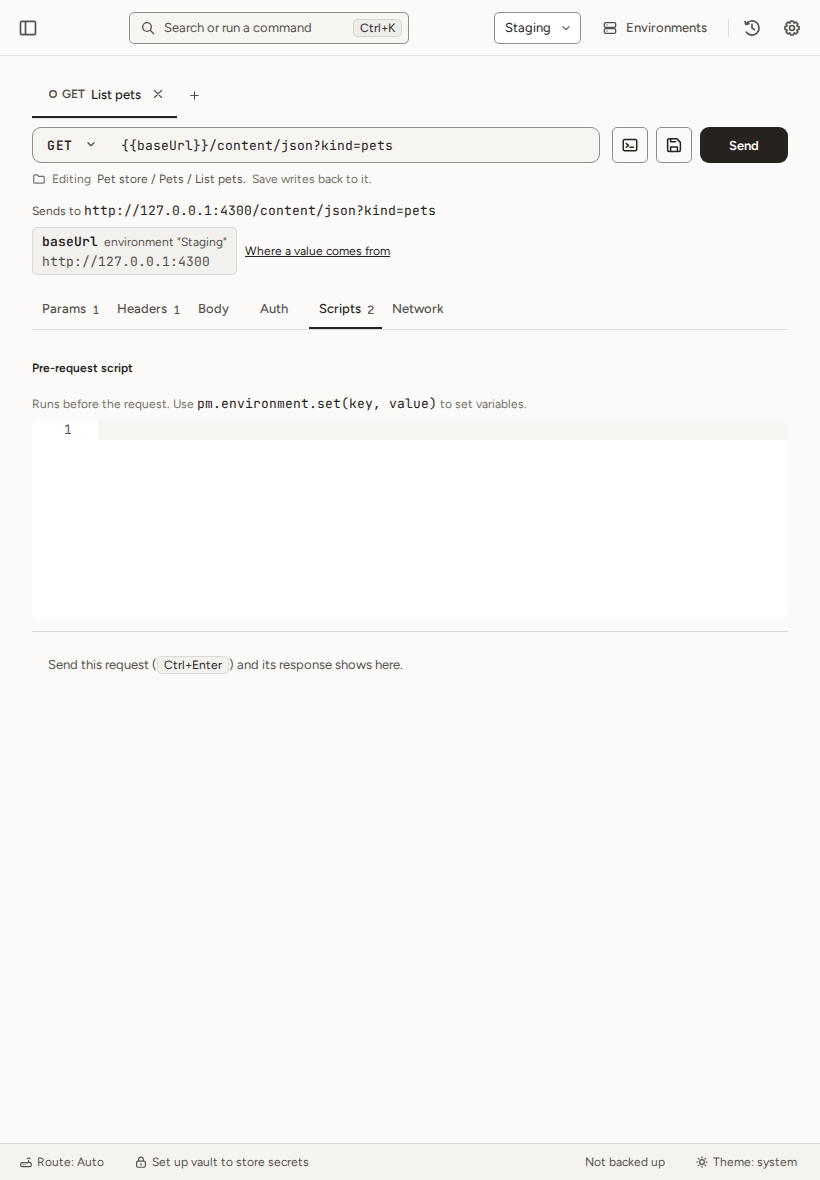 Search or run a command Ctrl+K Staging Environments
GET List pets
GET {{baseUrl}}/content/json?kind=pets Send
Editing Pet store / Pets / List pets. Save writes back to it.
Sends to http://127.0.0.1:4300/content/json?kind=pets
baseUrl environment "Staging"
http://127.0.0.1:4300
Where a value comes from
Params 1 Headers 1 Body Auth Scripts 2 Network
Pre-request script
Runs before the request. Use pm.environment.set(key, value) to set variables.
1
Send this request (Ctrl+Enter) and its response shows here.
Route: Auto Set up vault to store secrets Not backed up Theme: system